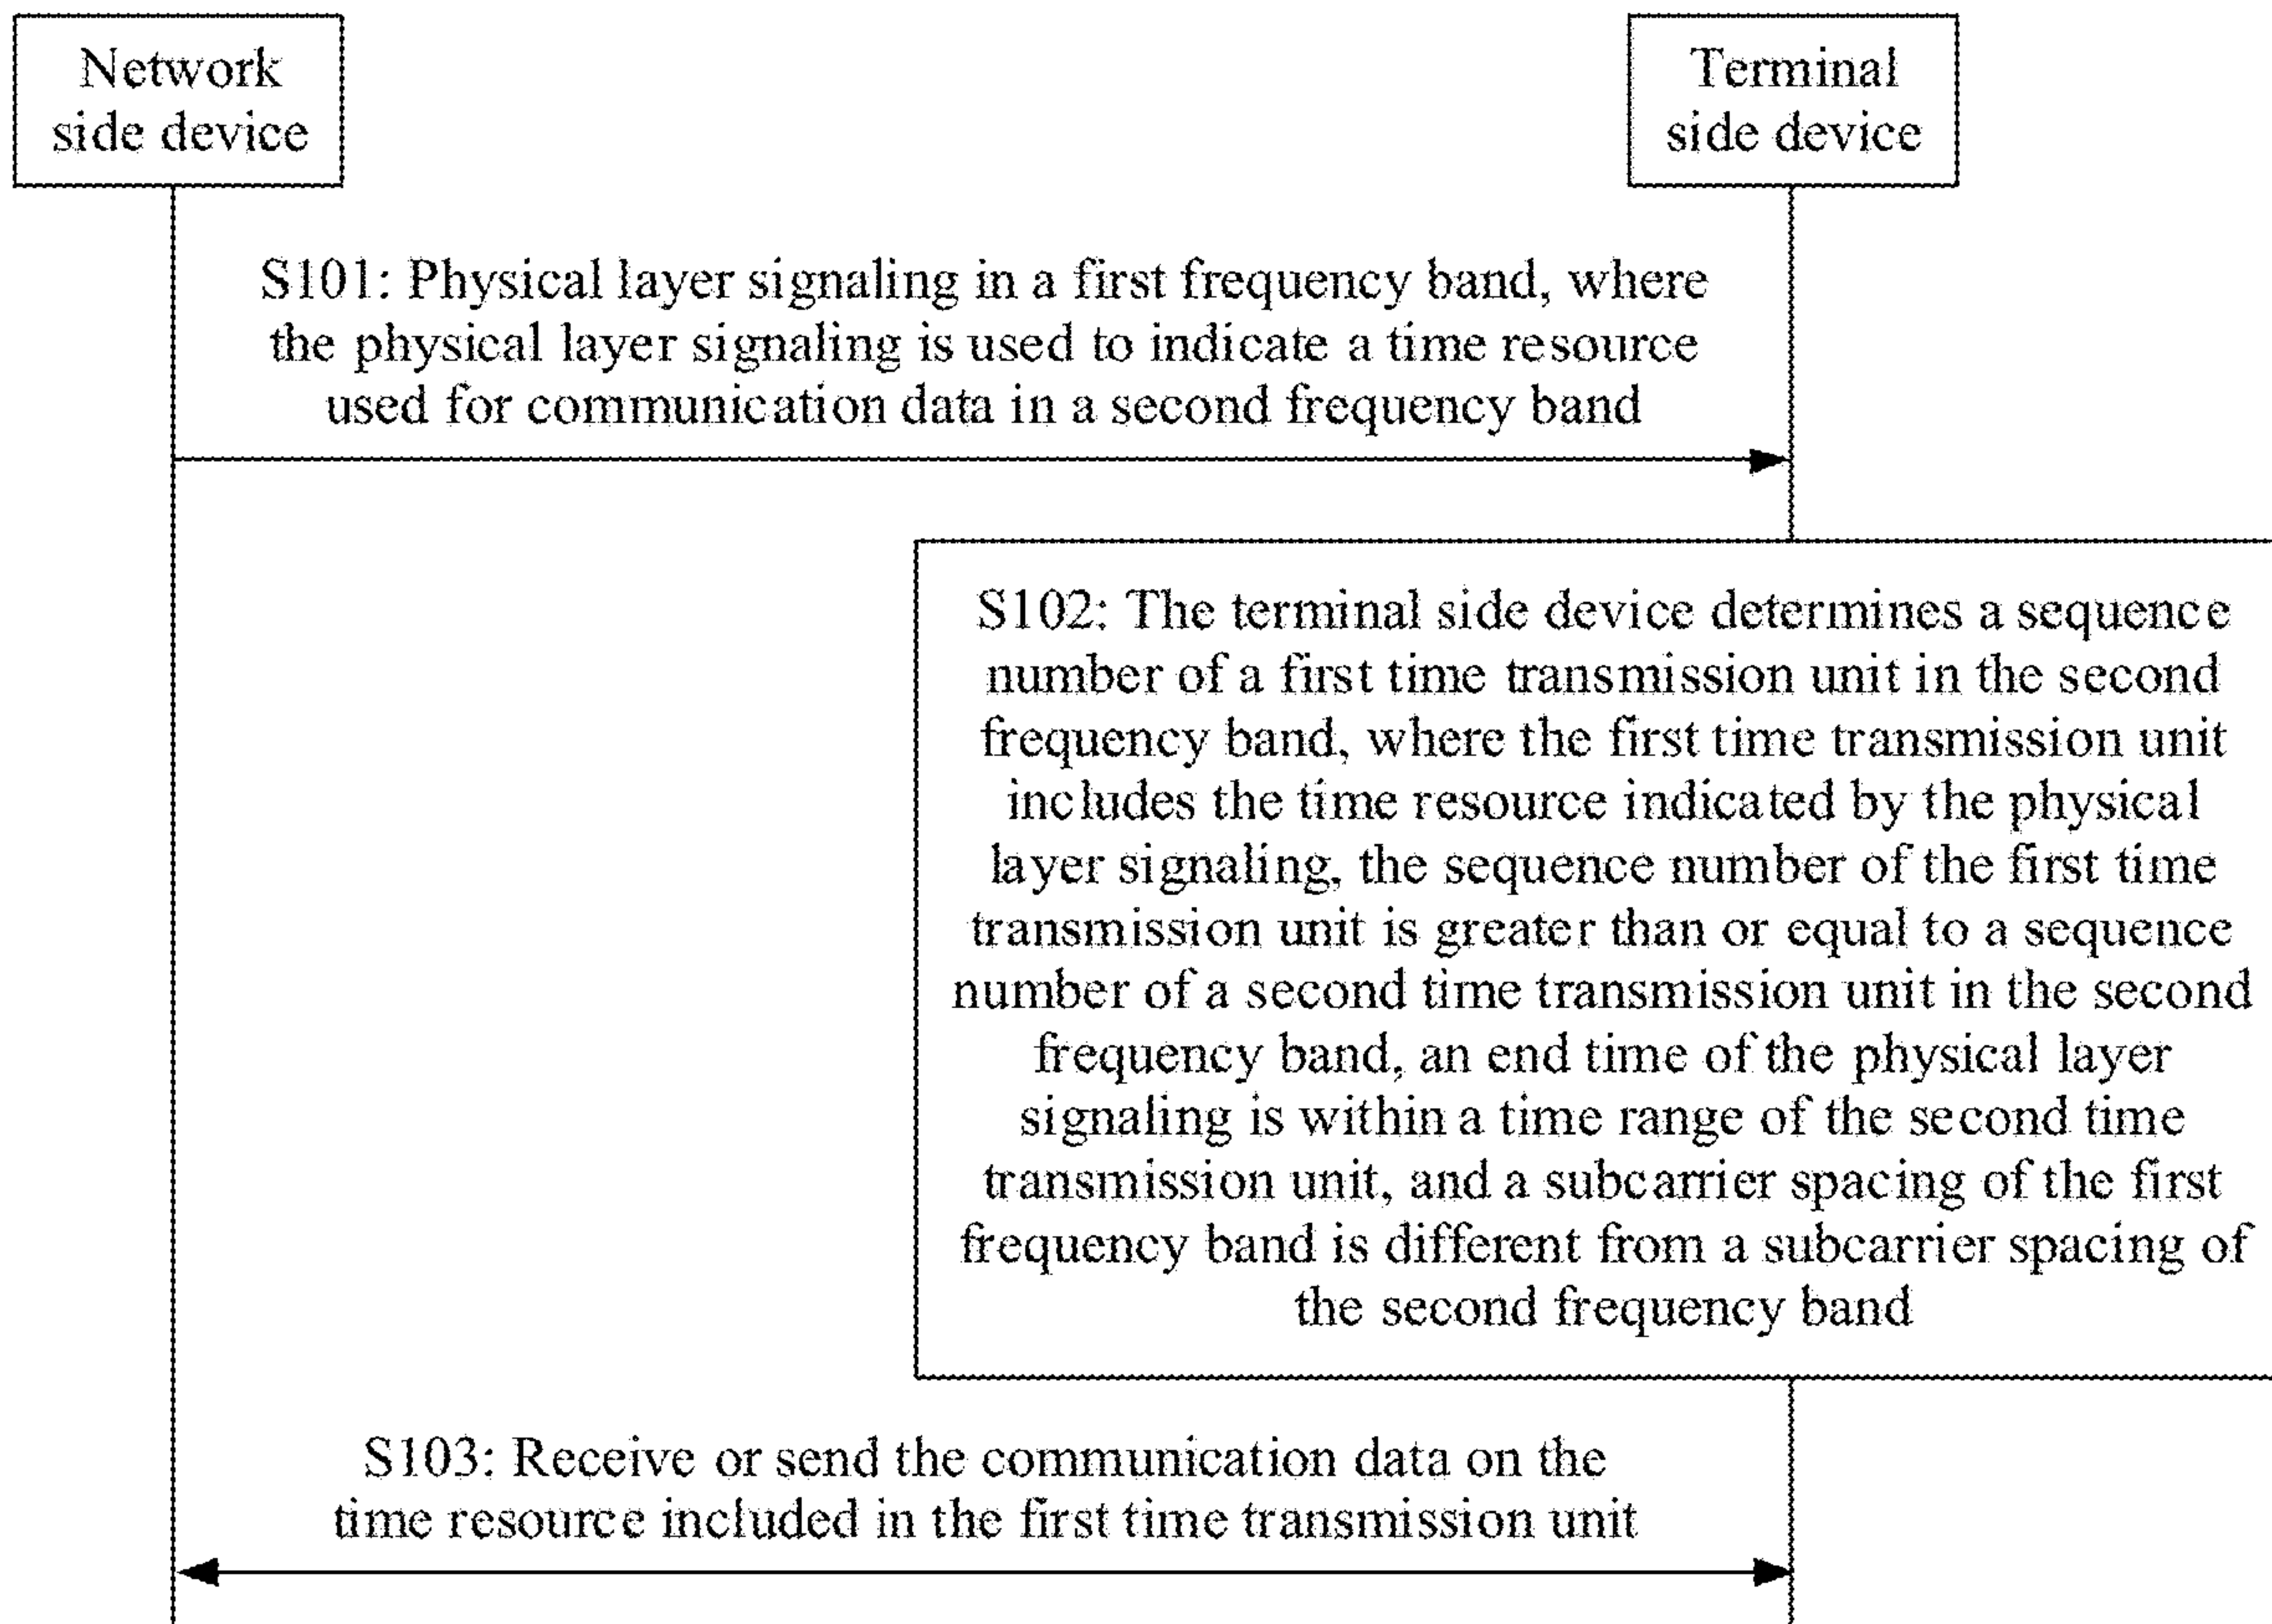 Network
side device
Terminal
side device
S101: Physical layer signaling in a first frequency band, where
the physical layer signaling is used to indicate a time resource
used for communication data in a second frequency band
S102: The terminal side device determines a sequence
number of a first time transmission unit in the second
frequency band, where the first time transmission unit
includes the time resource indicated by the physical
layer signaling, the sequence number of the first time
transmission unit is greater than or equal to a sequence
number of a second time transmission unit in the second
frequency band, an end time of the physical layer
signaling is within a time range of the second time
transmission unit, and a subcarrier spacing of the first
frequency band is different from a subcarrier spacing of
the second frequency band
S103: Receive or send the communication data on the
time resource included in the first time transmission unit